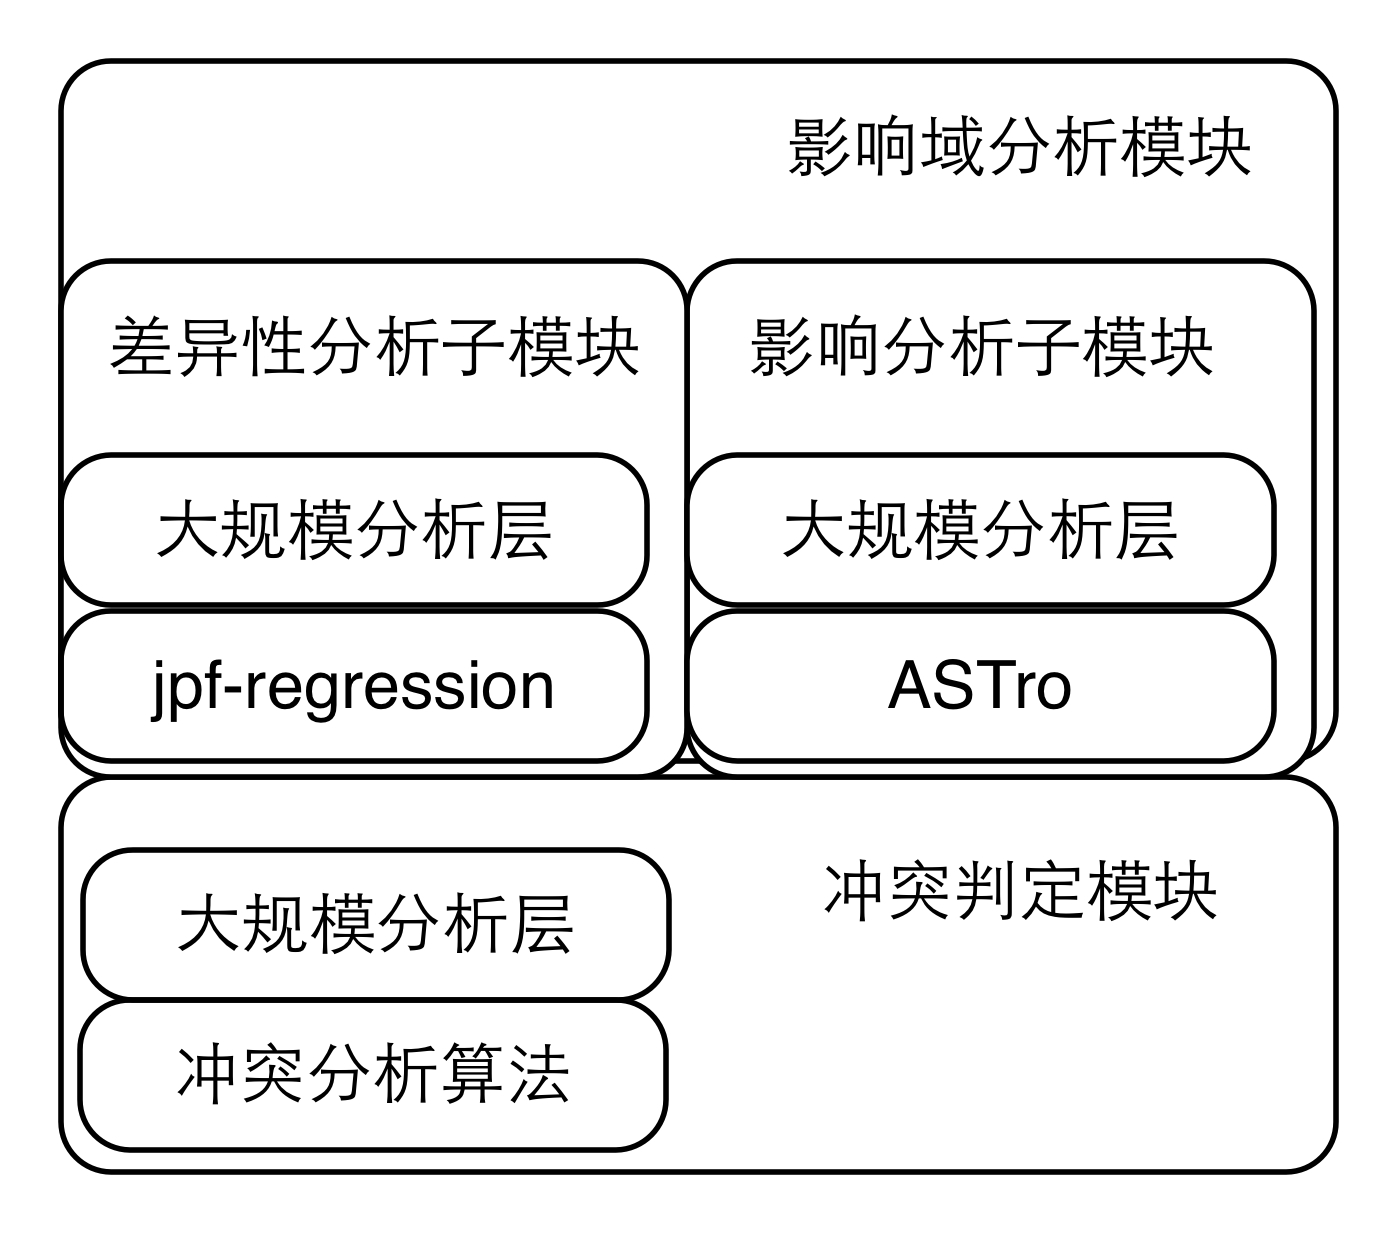 影响域分析模块
差异性分析子模块
大规模分析层
jpf-regression
影响分析子模块
大规模分析层
ASTro
冲突判定模块
大规模分析层
冲突分析算法